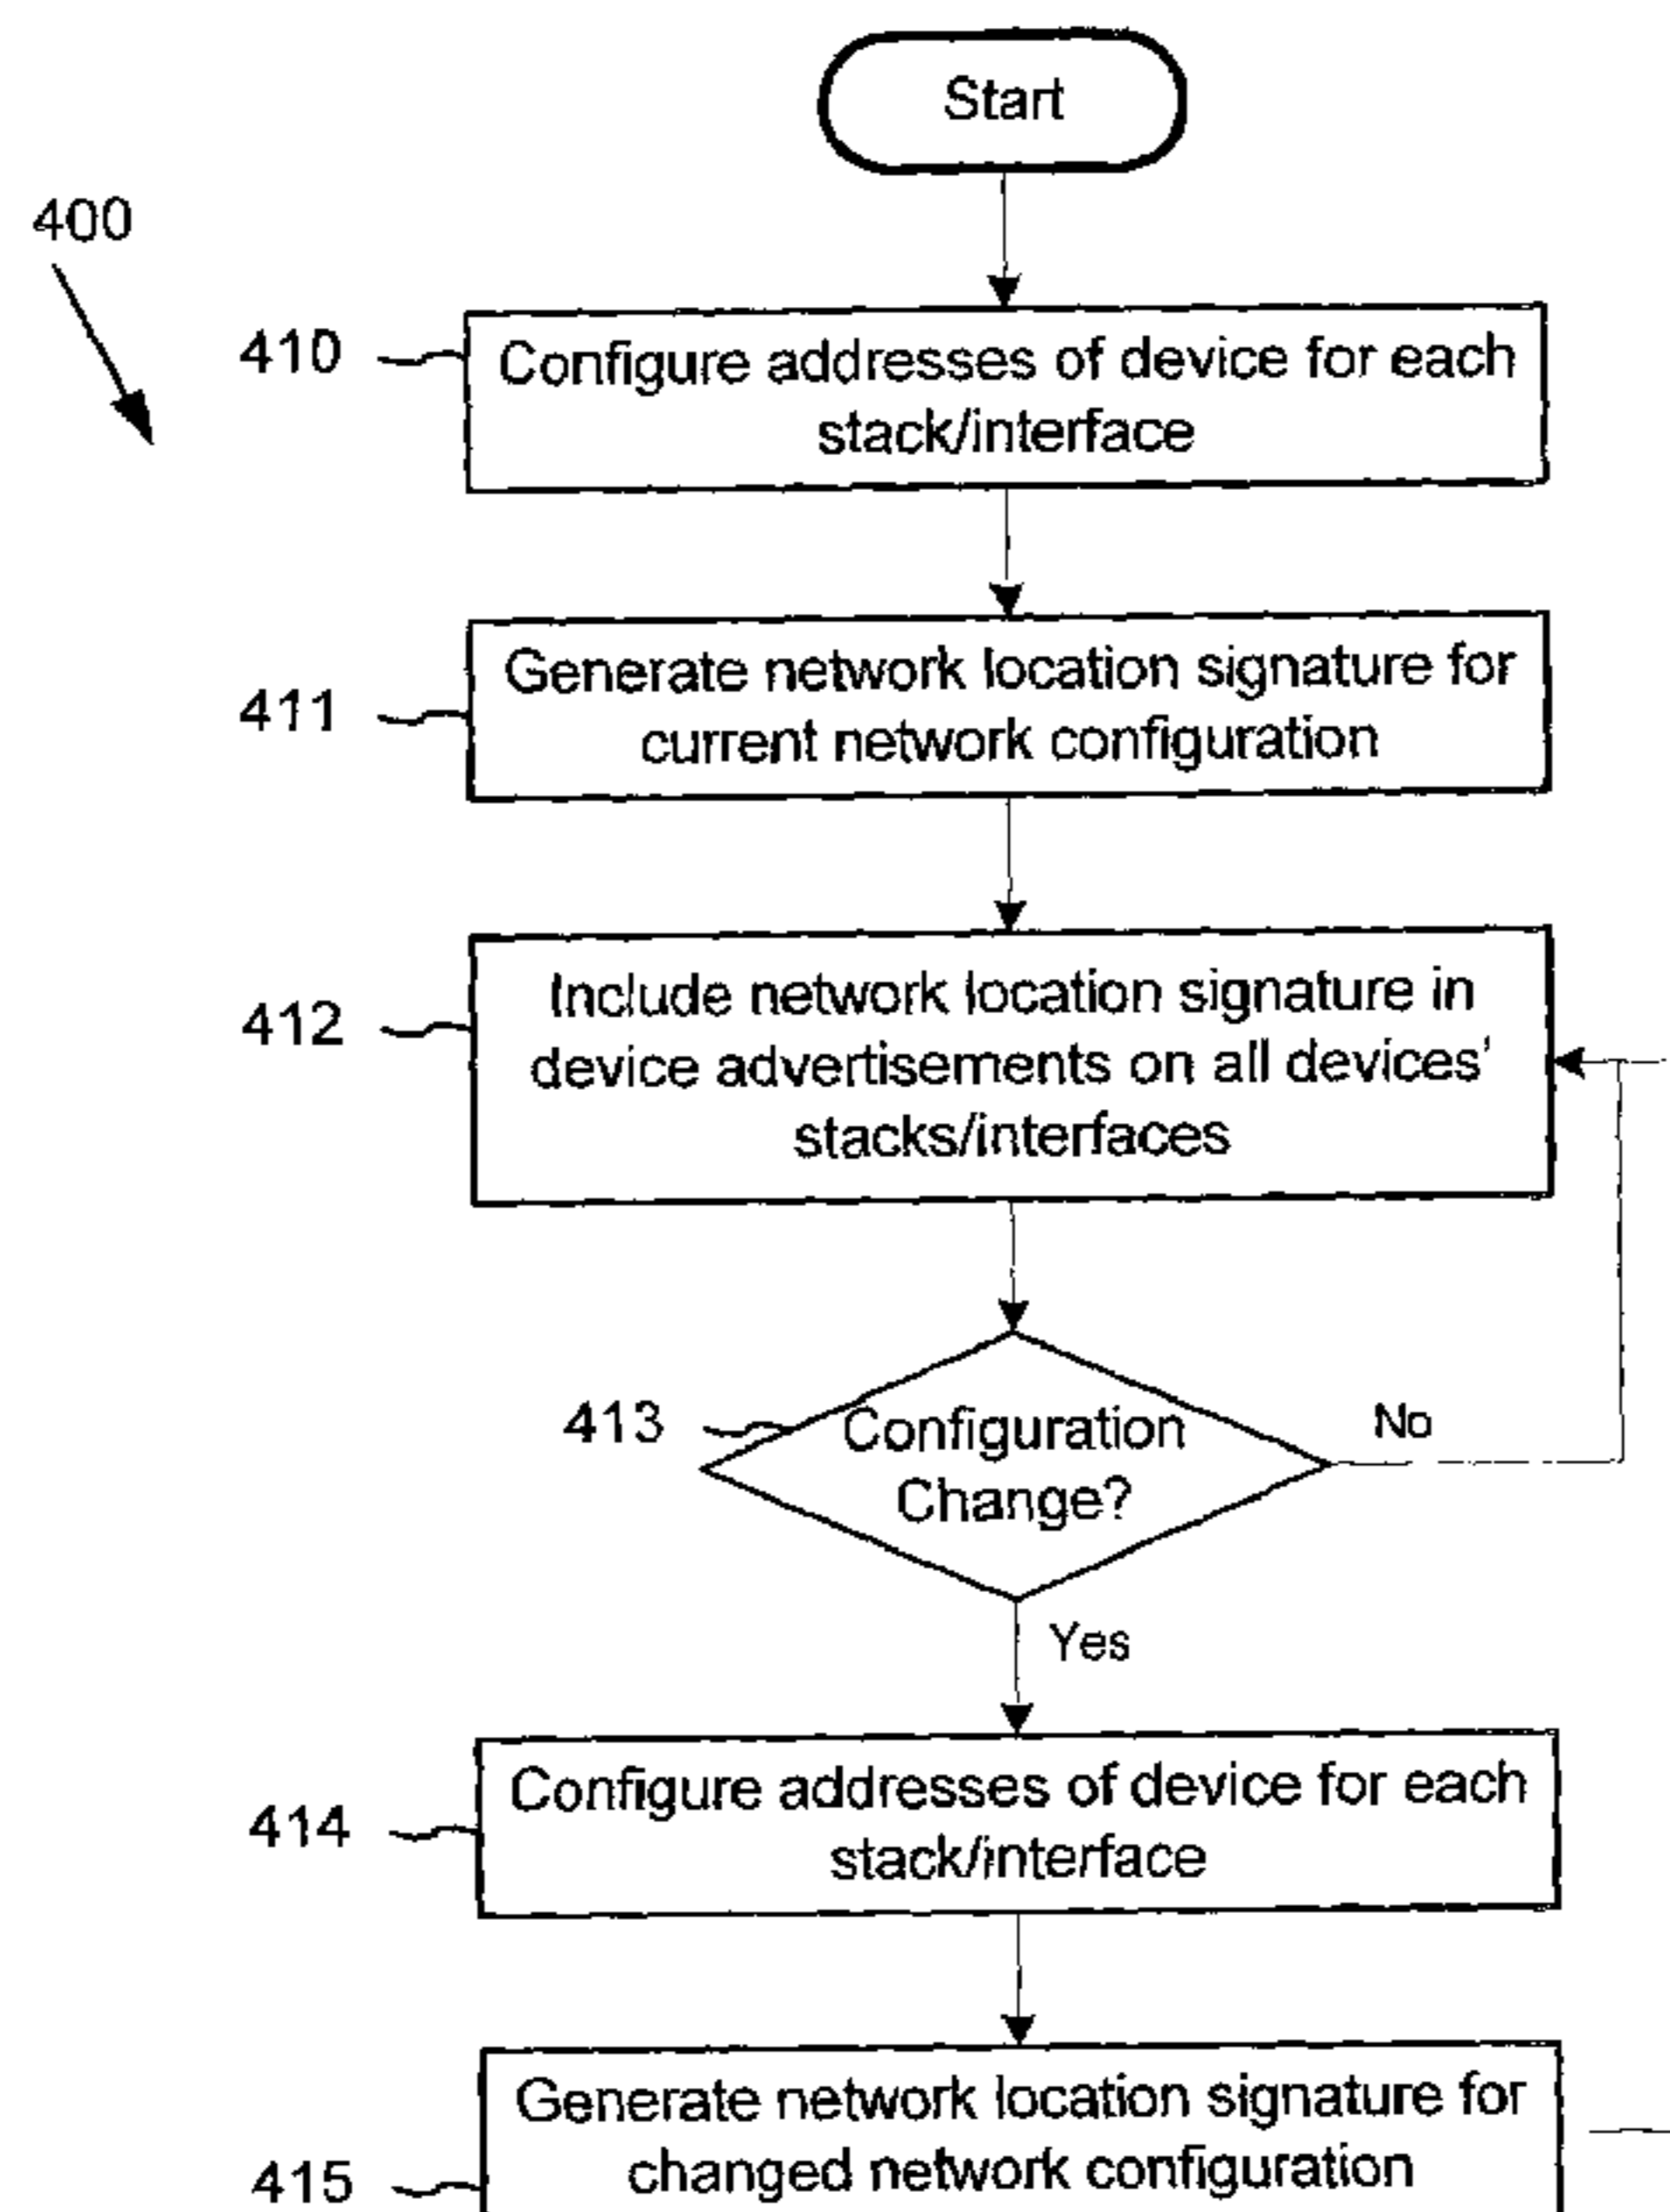 Start
400
410
Configure addresses of device for each
stack/interface
411
Generate network location signature for
current network configuration
412
Include network location signature in
device advertisements on all devices'
stacks/interfaces
413
Configuration
Change?
No
Yes
414
Configure addresses of device for each
stack/interface
415
Generate network location signature for
changed network configuration